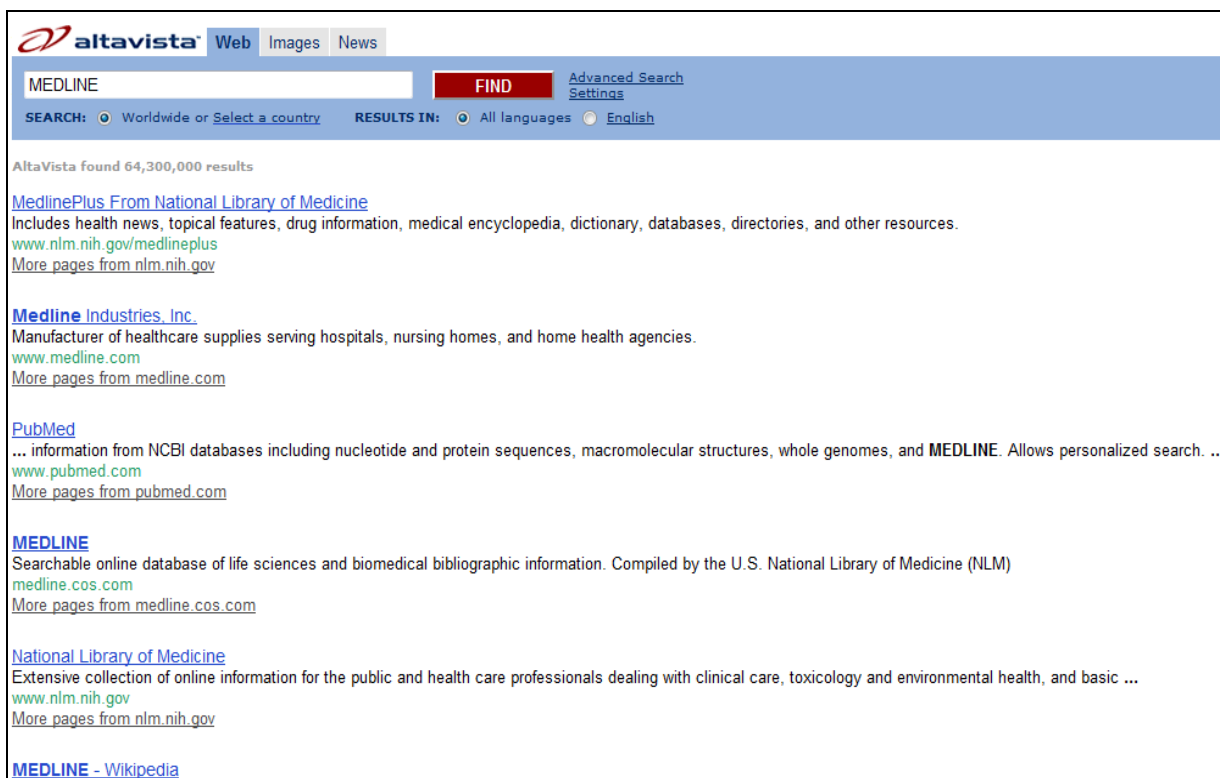 altavista Web Images News
MEDLINE FIND Advanced Search
Settings
SEARCH: Worldwide or Select a country RESULTS IN: All languages English
AltaVista found 64,300,000 results
MedlinePlus From National Library of Medicine
Includes health news, topical features, drug information, medical encyclopedia, dictionary, databases, directories, and other resources.
www.nlm.nih.gov/medlineplus
More pages from nlm.nih.gov
Medline Industries, Inc.
Manufacturer of healthcare supplies serving hospitals, nursing homes, and home health agencies.
www.medline.com
More pages from medline.com
PubMed
... information from NCBI databases including nucleotide and protein sequences, macromolecular structures, whole genomes, and MEDLINE. Allows personalized search. ..
www.pubmed.com
More pages from pubmed.com
MEDLINE
Searchable online database of life sciences and biomedical bibliographic information. Compiled by the U.S. National Library of Medicine (NLM)
medline.cos.com
More pages from medline.cos.com
National Library of Medicine
Extensive collection of online information for the public and health care professionals dealing with clinical care, toxicology and environmental health, and basic ...
www.nlm.nih.gov
More pages from nlm.nih.gov
MEDLINE - Wikipedia